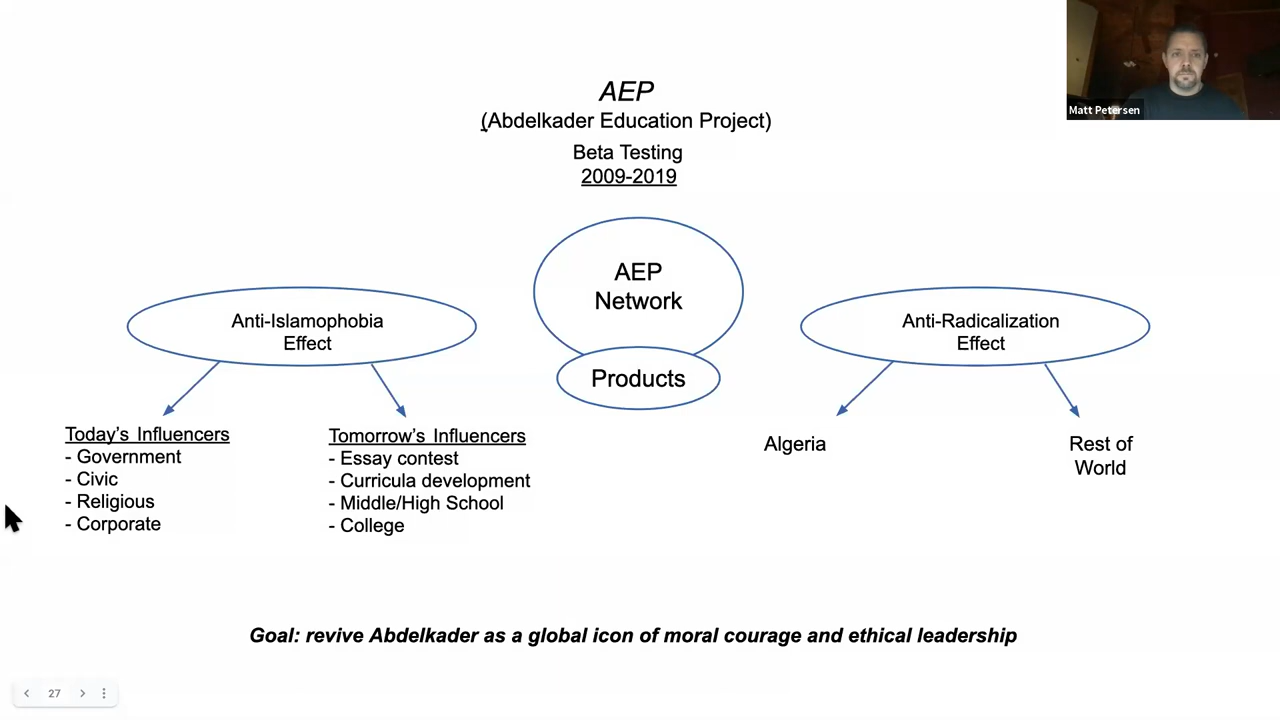 AEP
(Abdelkader Education Project)
Beta Testing
2009-2019
Matt Petersen
AEP
Network
Products
Anti-Islamophobia
Effect
Today's Influencers
- Government
- Civic
- Religious
- Corporate
Tomorrow's Influencers
- Essay contest
- Curricula development
- Middle/High School
- College
Anti-Radicalization
Effect
Algeria
Rest of
World
Goal: revive Abdelkader as a global icon of moral courage and ethical leadership
27